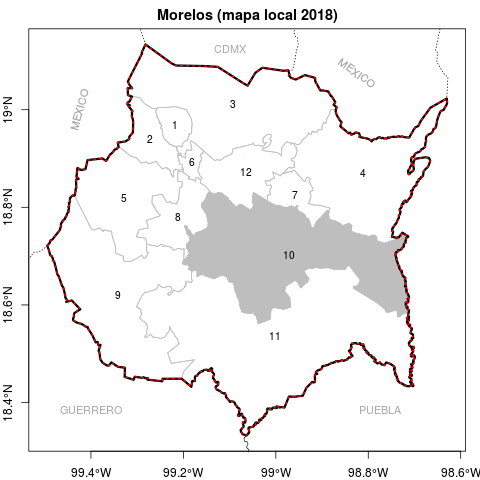 Morelos (mapa local 2018)
CDMX
MEXICO
MEXICO
3
1
2
6
12
4
5
7
8
10
9
11
GUERRERO
PUEBLA
19°N
18.8°N
18.6°N
18.4°N
99.4°W
99.2°W
99°W
98.8°W
98.6°W